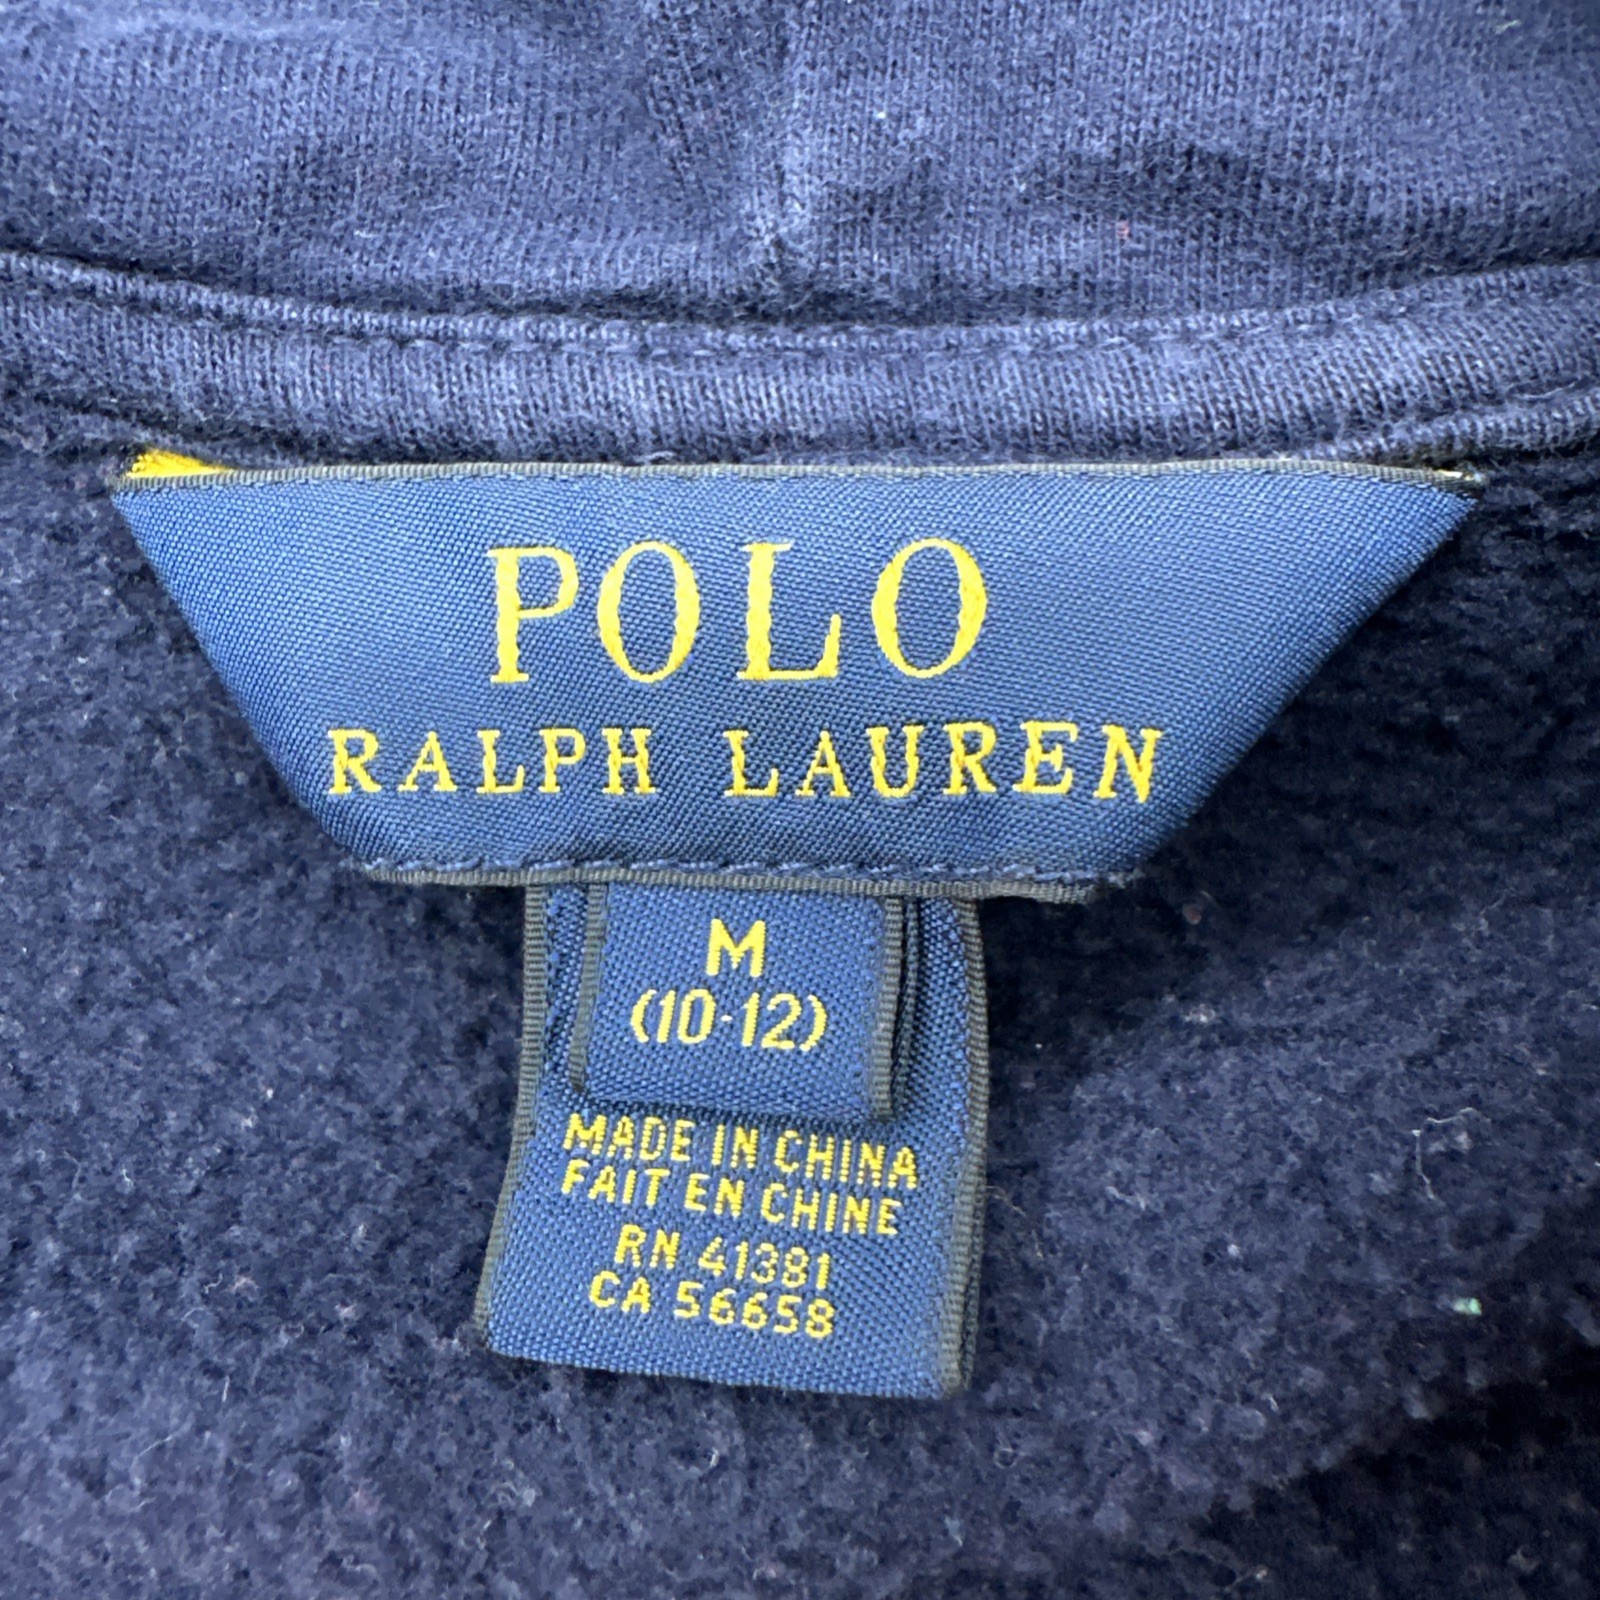 POLO
RALPH LAUREN
M
(10-12)
MADE IN CHINA
FAIT EN CHINE
RN 41381
CA 56658